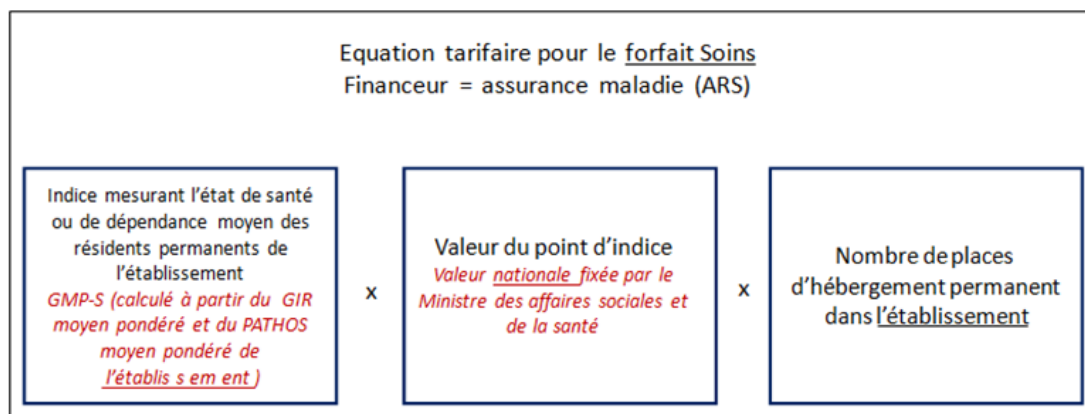 Equation tarifaire pour le forfait Soins
Financeur = assurance maladie (ARS)
Indice mesurant l'état de santé
ou de dépendance moyen des
résidents permanents de
l'établissement
GMP-S (calculé à partir du GIR
moyen pondéré et du PATHOS
moyen pondéré de
l'établis s em ent )
x
Valeur du point d'indice
Valeur nationale fixée par le
Ministre des affaires sociales et
de la santé
x
Nombre de places
d'hébergement permanent
dans l'établissement